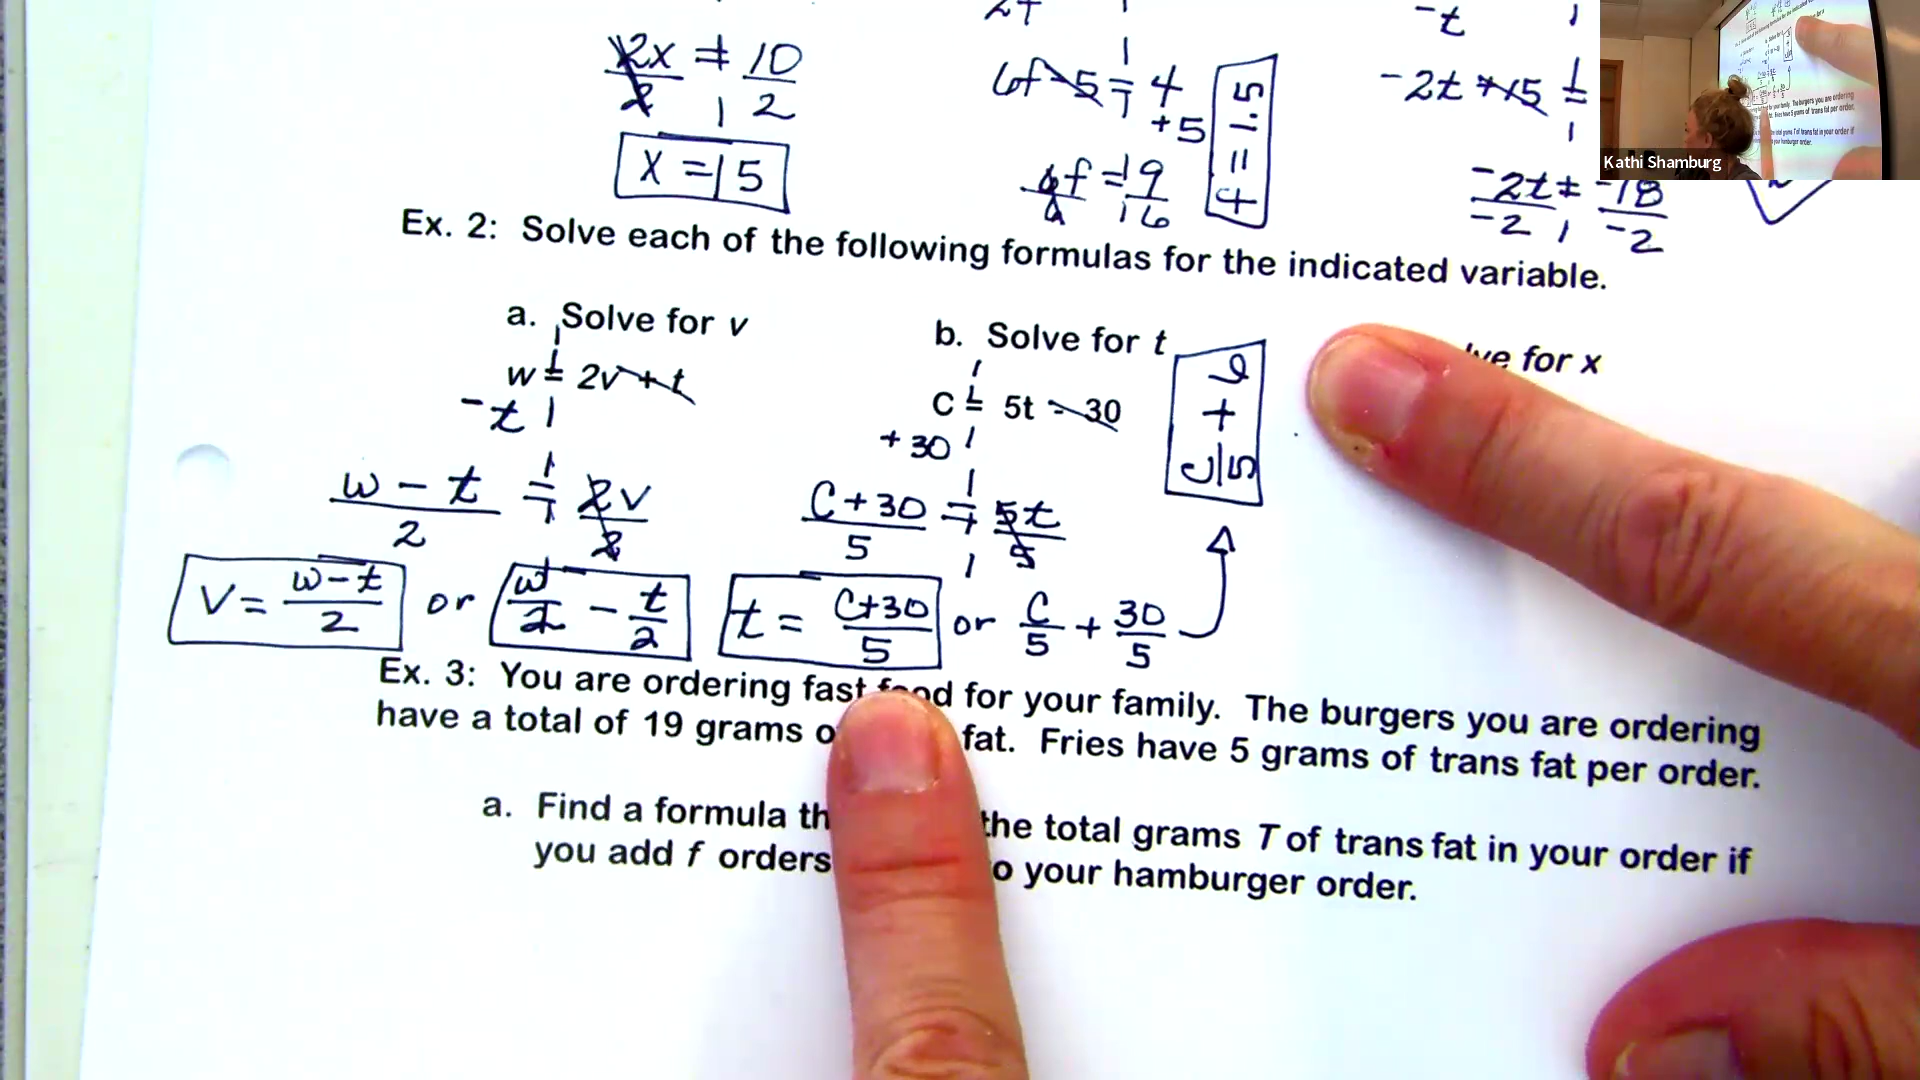 2x = 10
2 2
x = 5
6f - 5 = 4
+5
6f = 9
6 6
f = 1.5
-t
-2t + 15 =
-2t = -18
-2 -2
Kathi Shamburg
Ex. 2: Solve each of the following formulas for the indicated variable.
a. Solve for v
w = 2v + t
-t
w - t = 2v
2 2
v = w-t
2
or w/2 - t/2
b. Solve for t
C = 5t - 30
+30
C+30 = 5t
5 5
t = C+30
5
or C/5 + 30/5
C/5 + 6
for x
Ex. 3: You are ordering fast food for your family. The burgers you are ordering
have a total of 19 grams fat. Fries have 5 grams of trans fat per order.
a. Find a formula the total grams T of trans fat in your order if
you add f orders your hamburger order.